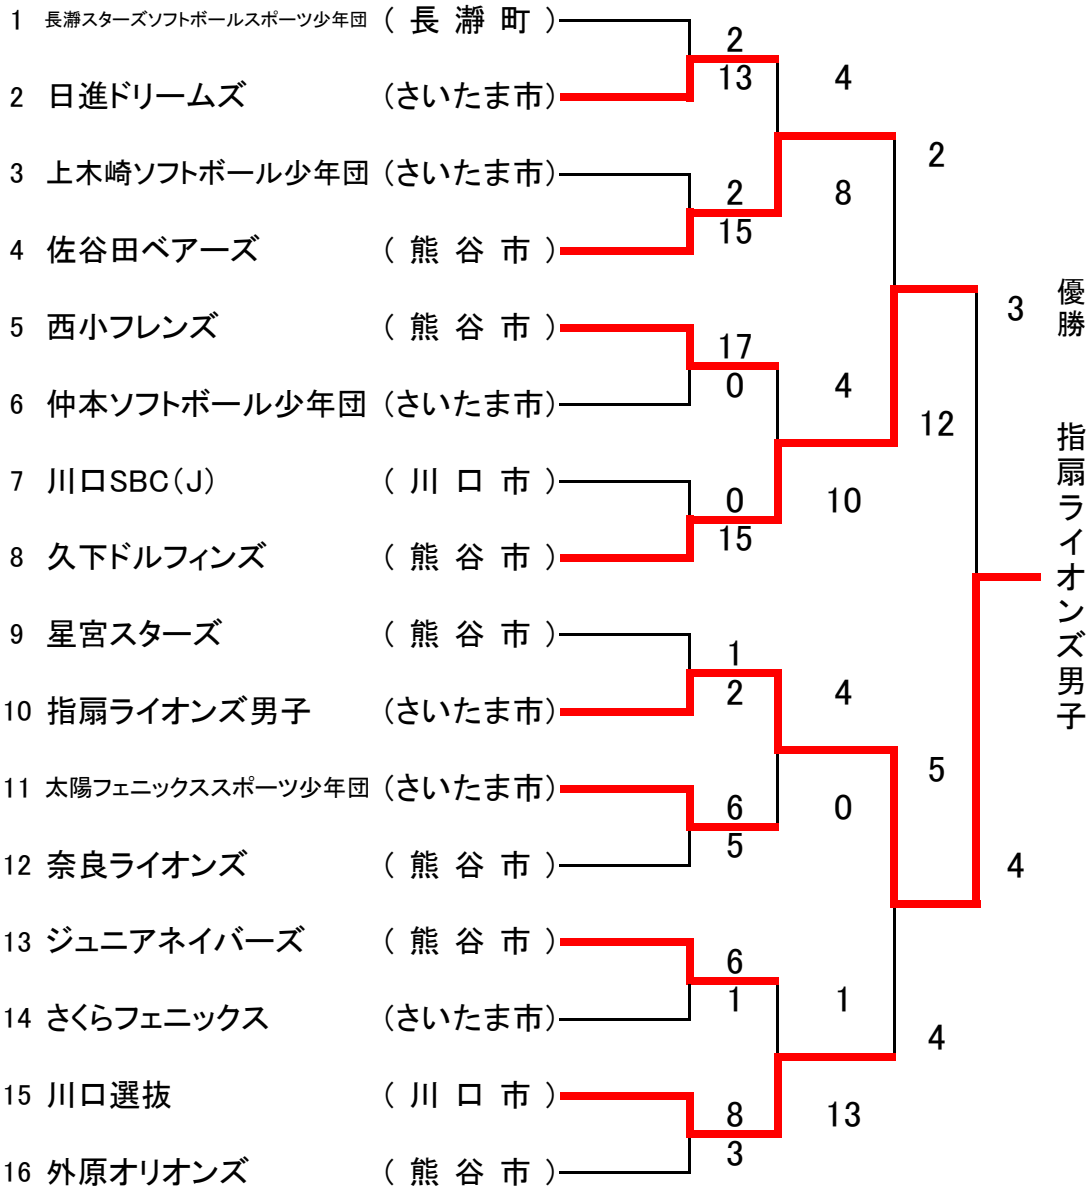 1 長瀞スターズソフトボールスポーツ少年団 ( 長 瀞 町 )
2
13
4
2 日進ドリームズ (さいたま市)
2
3 上木崎ソフトボール少年団 (さいたま市)
2
15
8
4 佐谷田ベアーズ ( 熊 谷 市 )
3
優勝
5 西小フレンズ ( 熊 谷 市 )
17
0
4
6 仲本ソフトボール少年団 (さいたま市)
12
指扇ライオンズ男子
7 川口SBC(J) ( 川 口 市 )
0
15
10
8 久下ドルフィンズ ( 熊 谷 市 )
9 星宮スターズ ( 熊 谷 市 )
1
2
4
10 指扇ライオンズ男子 (さいたま市)
5
11 太陽フェニックススポーツ少年団 (さいたま市)
6
5
0
12 奈良ライオンズ ( 熊 谷 市 )
4
13 ジュニアネイバーズ ( 熊 谷 市 )
6
1
1
14 さくらフェニックス (さいたま市)
4
15 川口選抜 ( 川 口 市 )
8
3
13
16 外原オリオンズ ( 熊 谷 市 )